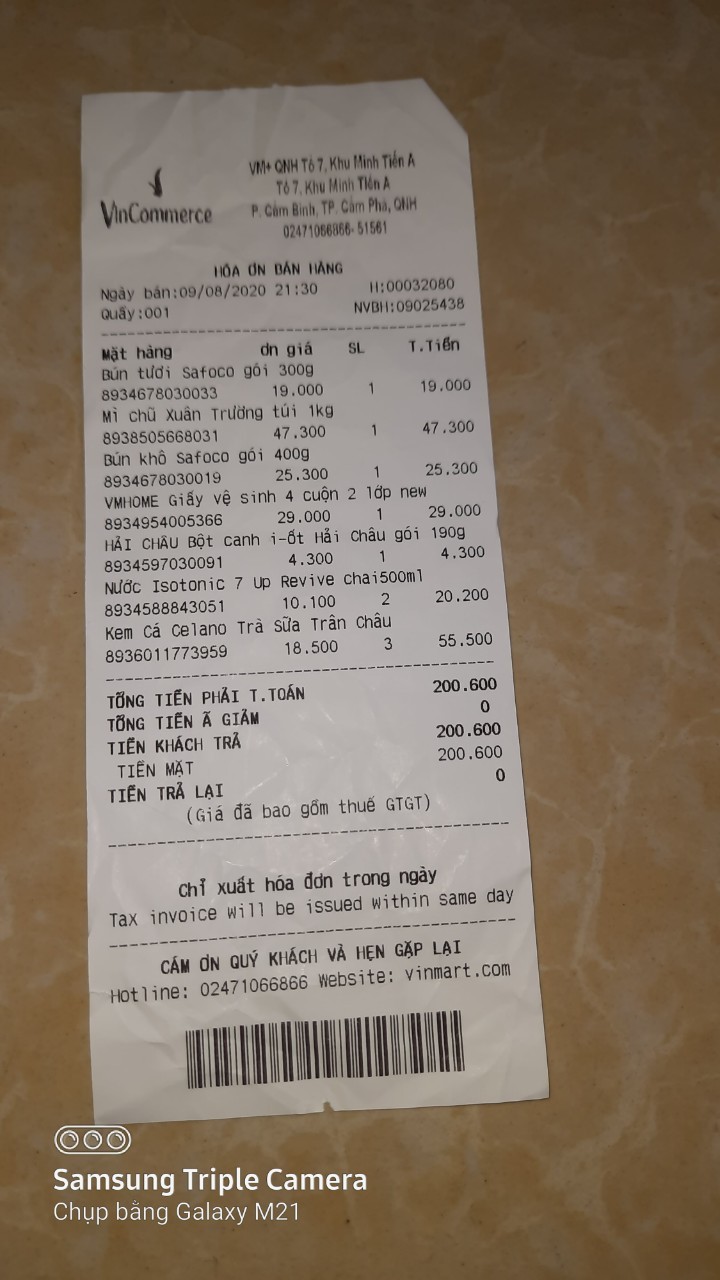 VinCommerce
VM+ QNH Tổ 7, Khu Minh Tiến A
Tổ 7, Khu Minh Tiến A
P. Cẩm Bình, TP. Cẩm Phả, QNH
02471066866- 51561
HÓA ƠN BÁN HÀNG
Ngày bán:09/08/2020 21:30 H:00032080
Quầy:001 NVBH:09025438
Mặt hàng ơn giá SL T.Tiền
Bún tươi Safoco gói 300g
8934678030033 19.000 1 19.000
Mì chũ Xuân Trường túi 1kg
8938505668031 47.300 1 47.300
Bún khô Safoco gói 400g
8934678030019 25.300 1 25.300
VMHOME Giấy vệ sinh 4 cuộn 2 lớp new
8934954005366 29.000 1 29.000
HẢI CHÂU Bột canh i-ốt Hải Châu gói 190g
8934597030091 4.300 1 4.300
Nước Isotonic 7 Up Revive Chai500ml
8934588843051 10.100 2 20.200
Kem Cá Celano Trà Sữa Trân Châu
8936011773959 18.500 3 55.500
TỔNG TIỀN PHẢI T.TOÁN 200.600
TỔNG TIỀN Ã GIẢM 0
TIỀN KHÁCH TRẢ 200.600
TIỀN MẶT 200.600
TIỀN TRẢ LẠI 0
(Giá đã bao gồm thuế GTGT)
Chỉ xuất hóa đơn trong ngày
Tax invoice will be issued within same day
CÁM ƠN QUÝ KHÁCH VÀ HẸN GẶP LẠI
Hotline: 02471066866 Website: vinmart.com
Samsung Triple Camera
Chụp bằng Galaxy M21